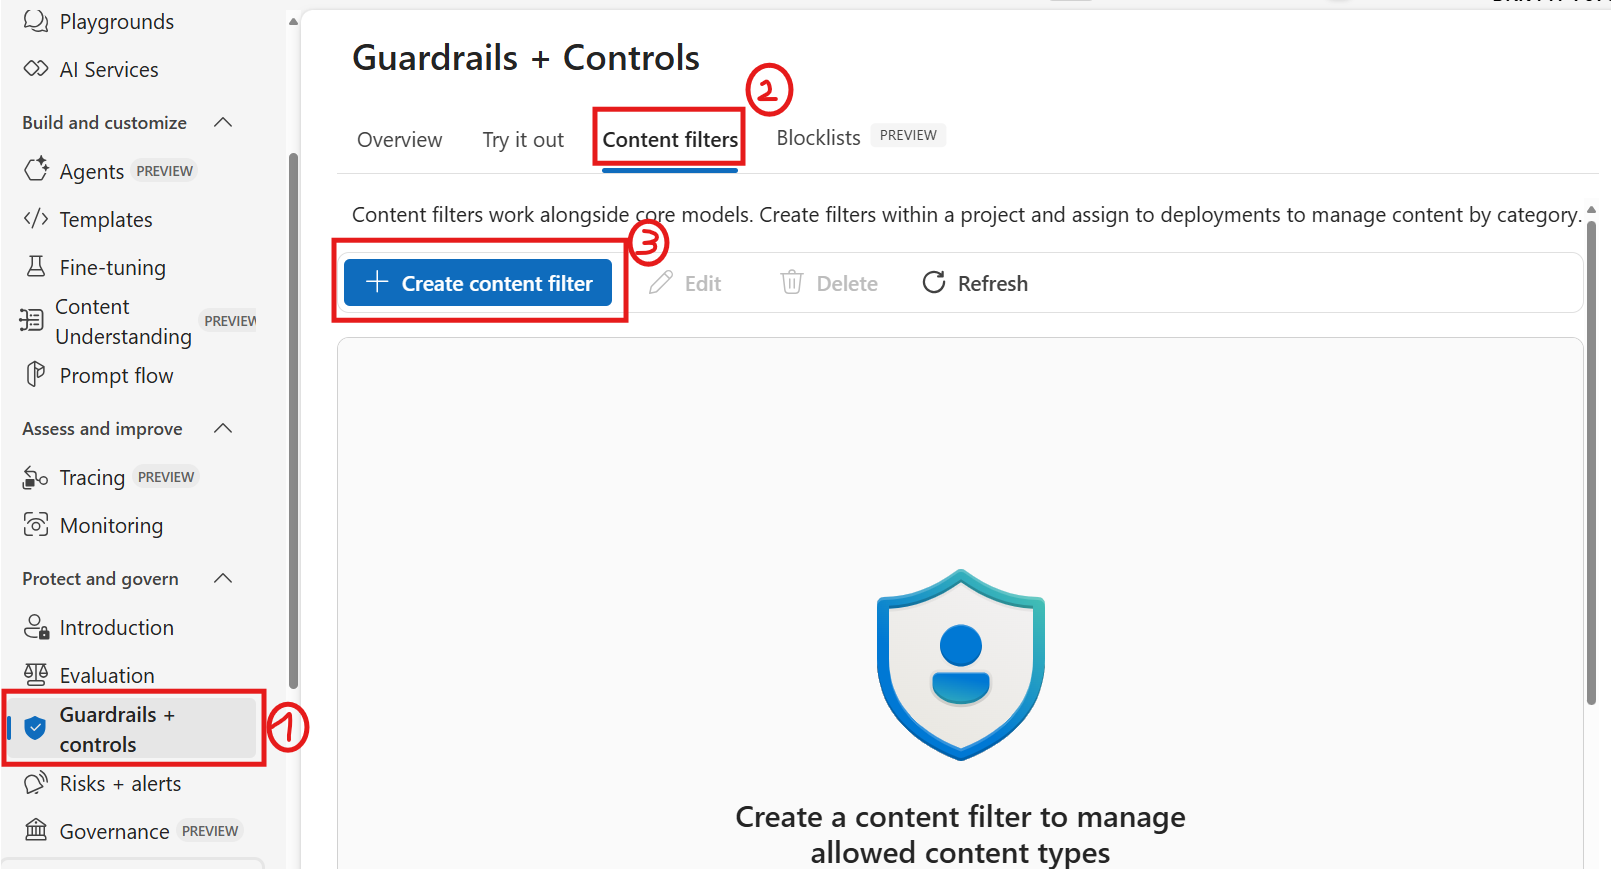 Playgrounds
AI Services
Build and customize
Agents PREVIEW
Templates
Fine-tuning
Content
Understanding PREVIEW
Prompt flow
Assess and improve
Tracing PREVIEW
Monitoring
Protect and govern
Introduction
Evaluation
Guardrails +
controls
1
Risks + alerts
Governance PREVIEW
Guardrails + Controls
2
Overview Try it out Content filters Blocklists PREVIEW
Content filters work alongside core models. Create filters within a project and assign to deployments to manage content by category.
3
+ Create content filter Edit Delete Refresh
Create a content filter to manage
allowed content types